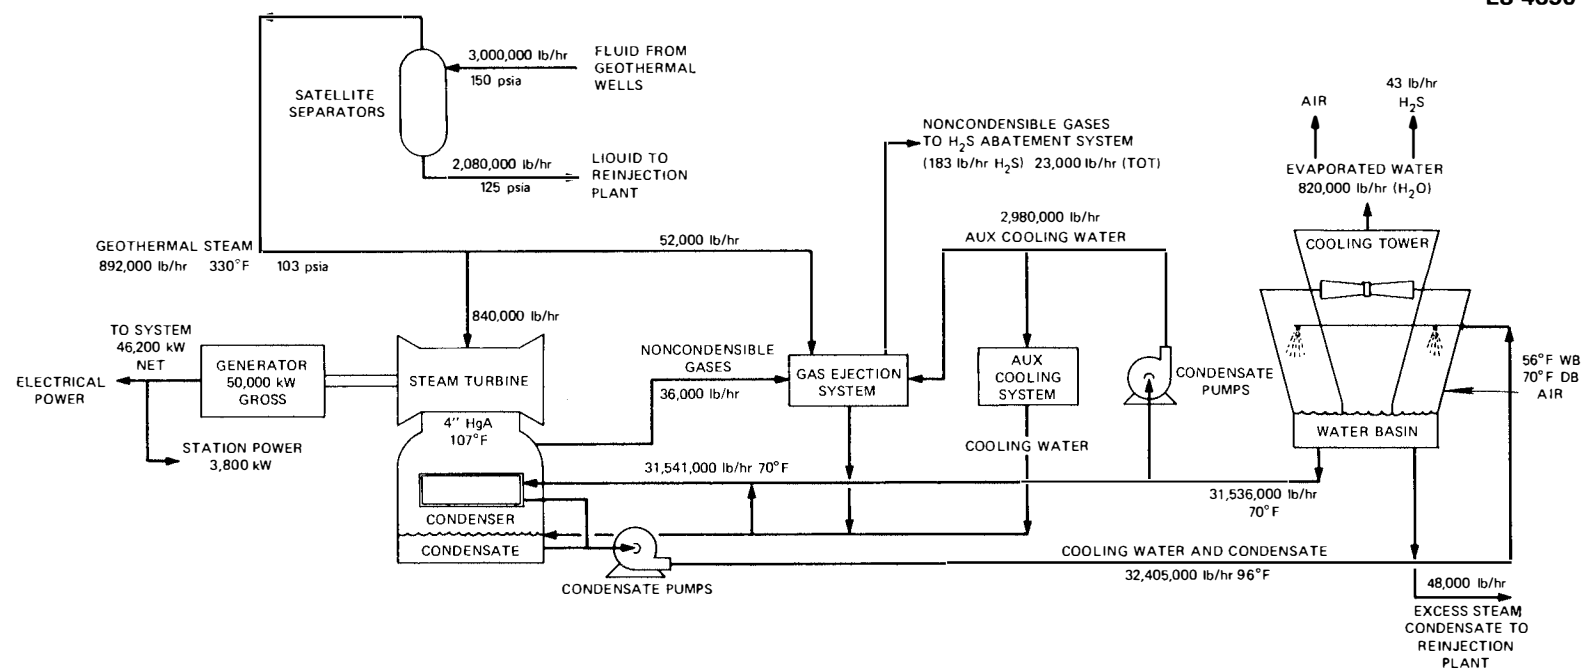 3,000,000 lb/hr
150 psia
FLUID FROM
GEOTHERMAL
WELLS
SATELLITE
SEPARATORS
2,080,000 lb/hr
125 psia
LIQUID TO
REINJECTION
PLANT
NONCONDENSIBLE GASES
TO H₂S ABATEMENT SYSTEM
(183 lb/hr H₂S) 23,000 lb/hr (TOT)
43 lb/hr
AIR
H₂S
EVAPORATED WATER
820,000 lb/hr (H₂O)
COOLING TOWER
GEOTHERMAL STEAM
892,000 lb/hr 330°F 103 psia
52,000 lb/hr
2,980,000 lb/hr
AUX COOLING WATER
840,000 lb/hr
TO SYSTEM
46,200 kW
NET
ELECTRICAL
POWER
GENERATOR
50,000 kW
GROSS
STEAM TURBINE
STATION POWER
3,800 kW
4" HgA
107°F
NONCONDENSIBLE
GASES
36,000 lb/hr
GAS EJECTION
SYSTEM
AUX
COOLING
SYSTEM
CONDENSATE
PUMPS
56°F WB
70°F DB
AIR
WATER BASIN
COOLING WATER
31,541,000 lb/hr 70°F
31,536,000 lb/hr
70°F
CONDENSER
CONDENSATE
CONDENSATE PUMPS
COOLING WATER AND CONDENSATE
32,405,000 lb/hr 96°F
48,000 lb/hr
EXCESS STEAM
CONDENSATE TO
REINJECTION
PLANT